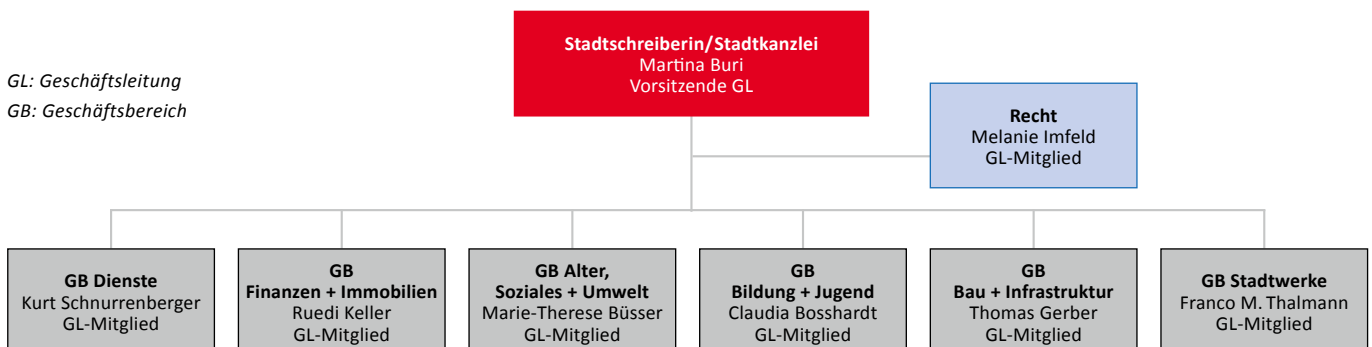 Stadtschreiberin/Stadtkanzlei
Martina Buri
Vorsitzende GL
GL: Geschäftsleitung
GB: Geschäftsbereich
Recht
Melanie Imfeld
GL-Mitglied
GB Dienste
Kurt Schnurrenberger
GL-Mitglied
GB
Finanzen + Immobilien
Ruedi Keller
GL-Mitglied
GB Alter,
Soziales + Umwelt
Marie-Therese Büsser
GL-Mitglied
GB
Bildung + Jugend
Claudia Bosshardt
GL-Mitglied
GB
Bau + Infrastruktur
Thomas Gerber
GL-Mitglied
GB Stadtwerke
Franco M. Thalmann
GL-Mitglied